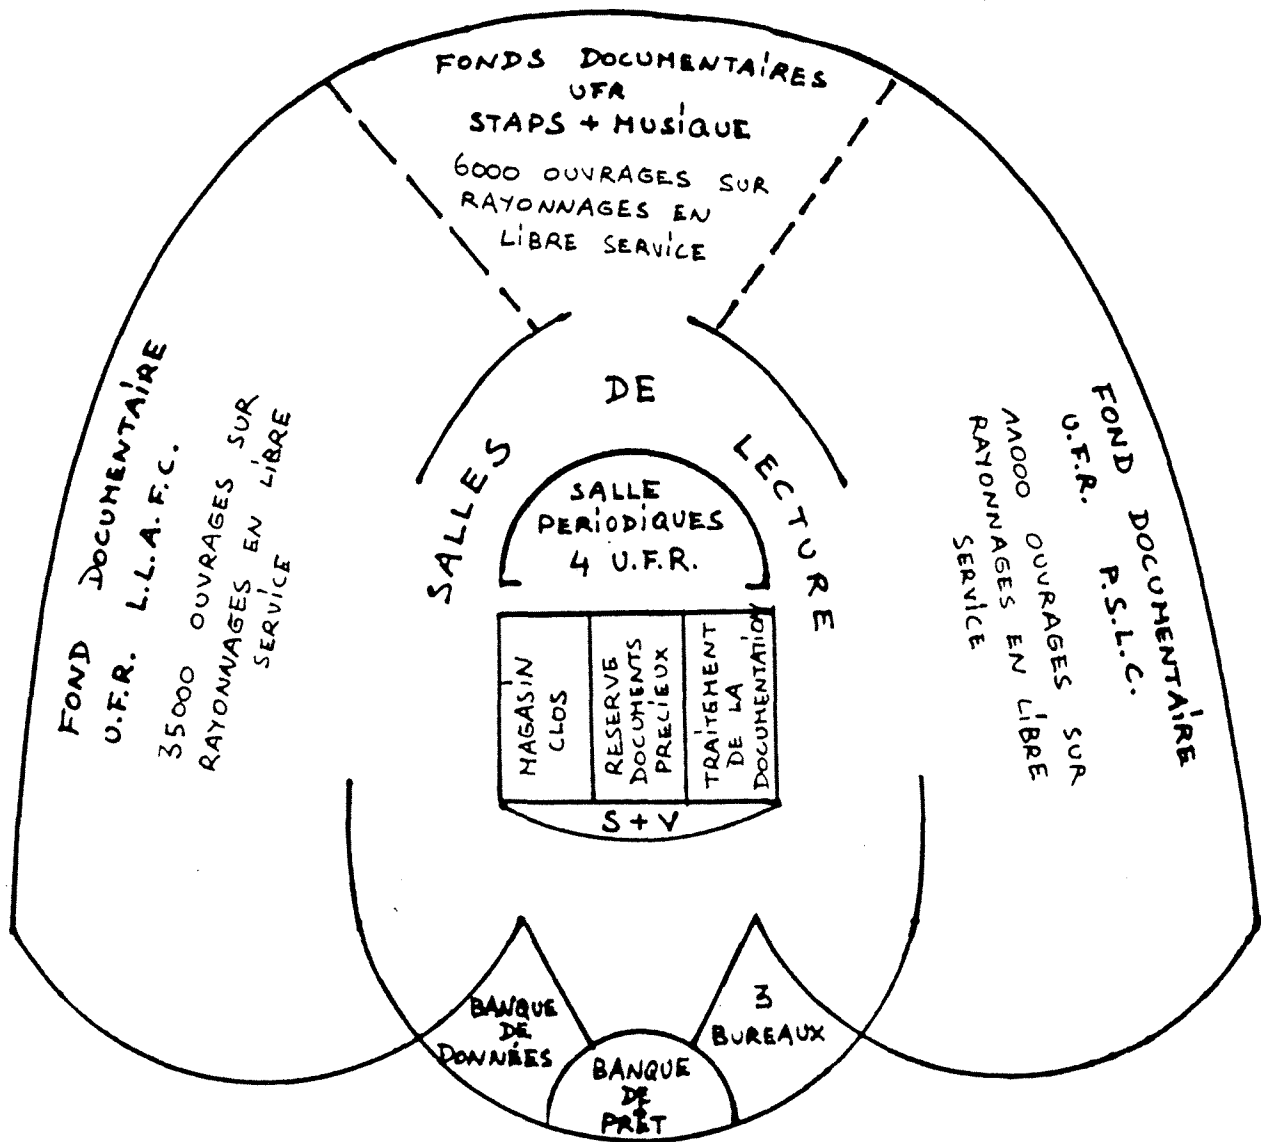 FONDS DOCUMENTAIRES
UFR
STAPS + MUSIQUE
6000 OUVRAGES SUR
RAYONNAGES EN
LIBRE SERVICE
FOND DOCUMENTAIRE
U.F.R. L.L.A.F.C.
35000 OUVRAGES SUR
RAYONNAGES EN LIBRE
SERVICE
SALLES DE LECTURE
SALLE
PERIODIQUES
4 U.F.R.
MAGASIN
CLOS
RESERVE
DOCUMENTS
PRECIEUX
TRAITEMENT
DE LA
DOCUMENTATION
S + V
FOND DOCUMENTAIRE
U.F.R. P.S.L.C.
11000 OUVRAGES SUR
RAYONNAGES EN LIBRE
SERVICE
BANQUE
DE
DONNÉES
BANQUE
DE
PRÊT
3
BUREAUX